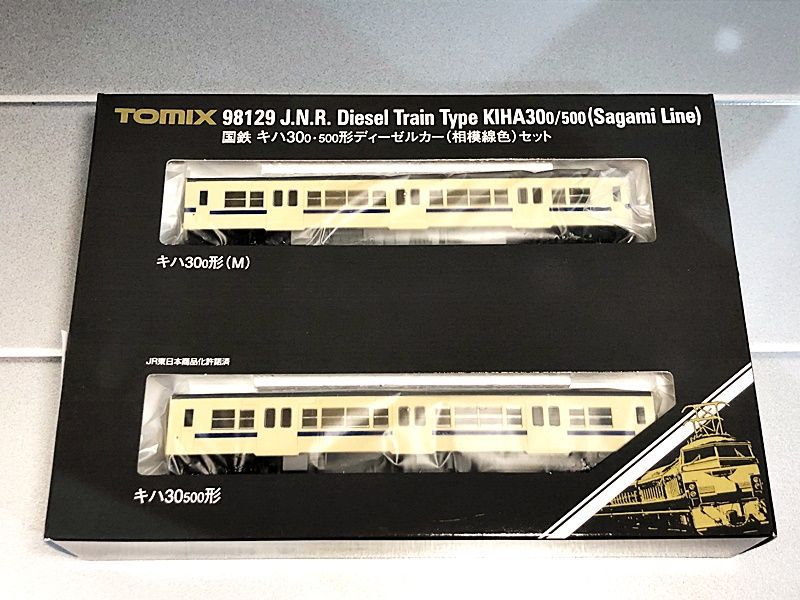 TOMIX 98129 J.N.R. Diesel Train Type KIHA300/500(Sagami Line)
国鉄 キハ300・500形ディーゼルカー(相模線色)セット
キハ300形(M)
JR東日本商品化許諾済
キハ30500形